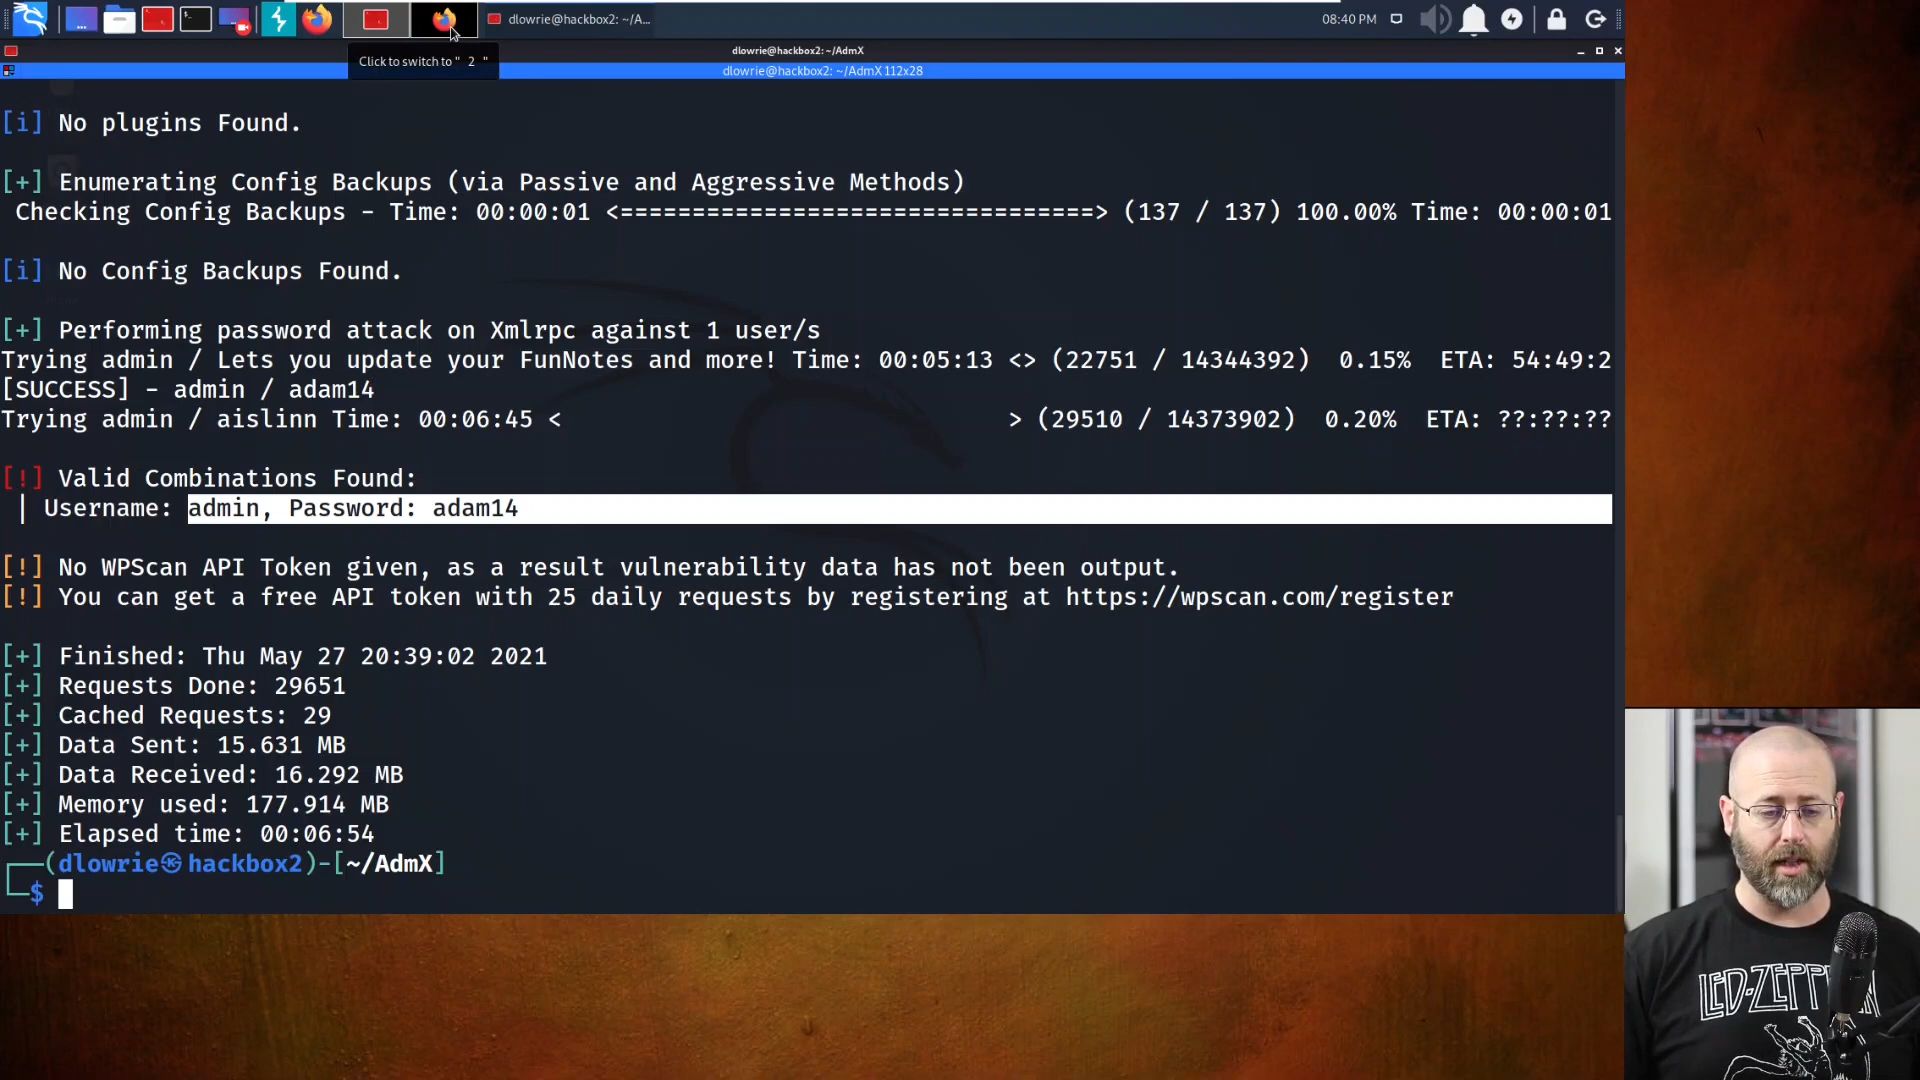 dlowrie@hackbox2: ~/A...
08:40 PM
dlowrie@hackbox2: ~/AdmX
Click to switch to " 2 "
dlowrie@hackbox2: ~/AdmX 112x28
[i] No plugins Found.
[+] Enumerating Config Backups (via Passive and Aggressive Methods)
Checking Config Backups - Time: 00:00:01 <=================================> (137 / 137) 100.00% Time: 00:00:01
[i] No Config Backups Found.
[+] Performing password attack on Xmlrpc against 1 user/s
Trying admin / Lets you update your FunNotes and more! Time: 00:05:13 <> (22751 / 14344392)  0.15%  ETA: 54:49:2
[SUCCESS] - admin / adam14
Trying admin / aislinn Time: 00:06:45 <                               > (29510 / 14373902)  0.20%  ETA: ??:??:??
[!] Valid Combinations Found:
| Username: admin, Password: adam14
[!] No WPScan API Token given, as a result vulnerability data has not been output.
[!] You can get a free API token with 25 daily requests by registering at https://wpscan.com/register
[+] Finished: Thu May 27 20:39:02 2021
[+] Requests Done: 29651
[+] Cached Requests: 29
[+] Data Sent: 15.631 MB
[+] Data Received: 16.292 MB
[+] Memory used: 177.914 MB
[+] Elapsed time: 00:06:54
(dlowrie㉿hackbox2)-[~/AdmX]
$
LED-ZEPPELIN